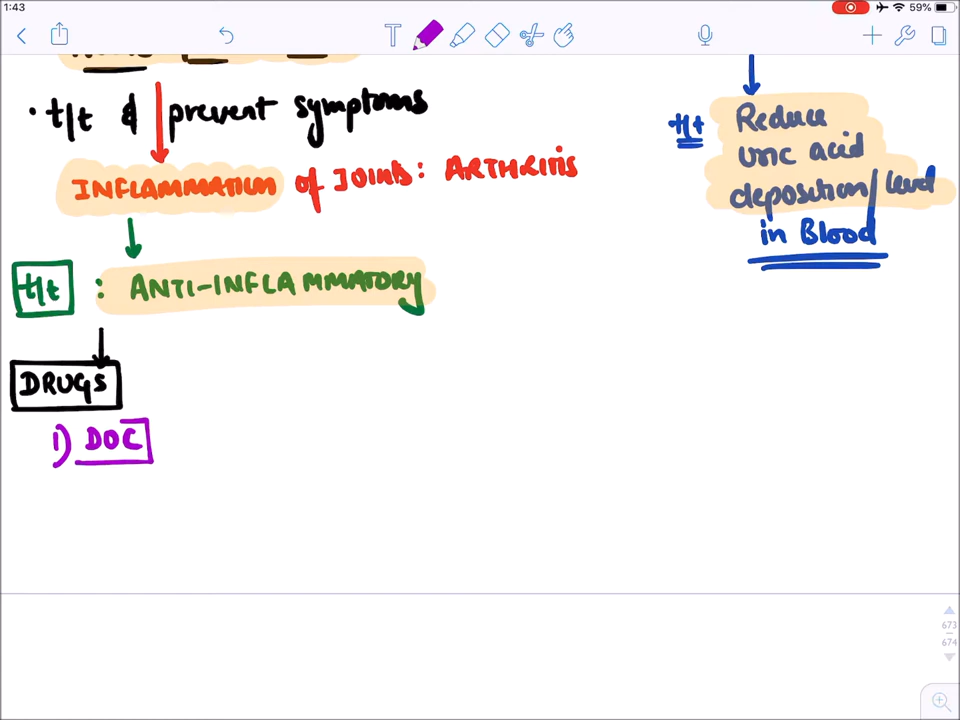 1:43
59%
T
• t/t & prevent symptoms
INFLAMMATION of JOINTS: ARTHRITIS
t/t : ANTI-INFLAMMATORY
DRUGS
1) DOC
t/t Reduce
uric acid
deposition/level
in Blood
673
674